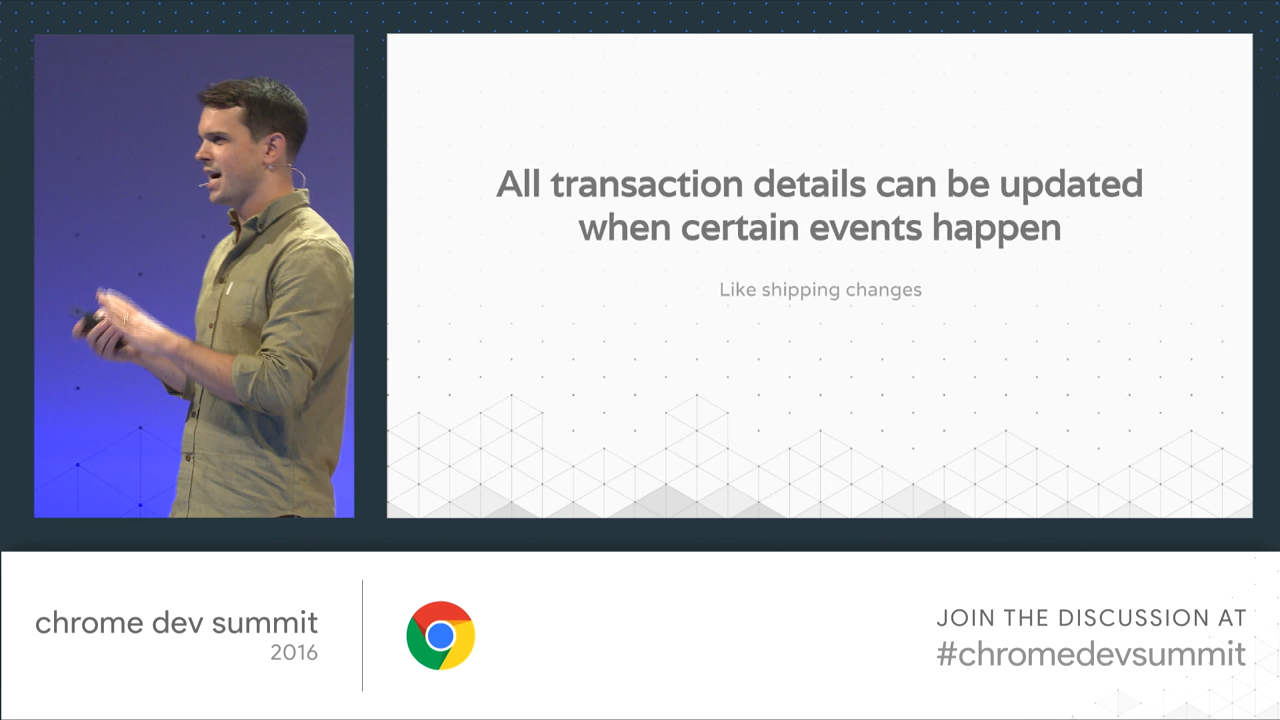 All transaction details can be updated
when certain events happen
Like shipping changes
chrome dev summit
2016
JOIN THE DISCUSSION AT
#chromedevsummit